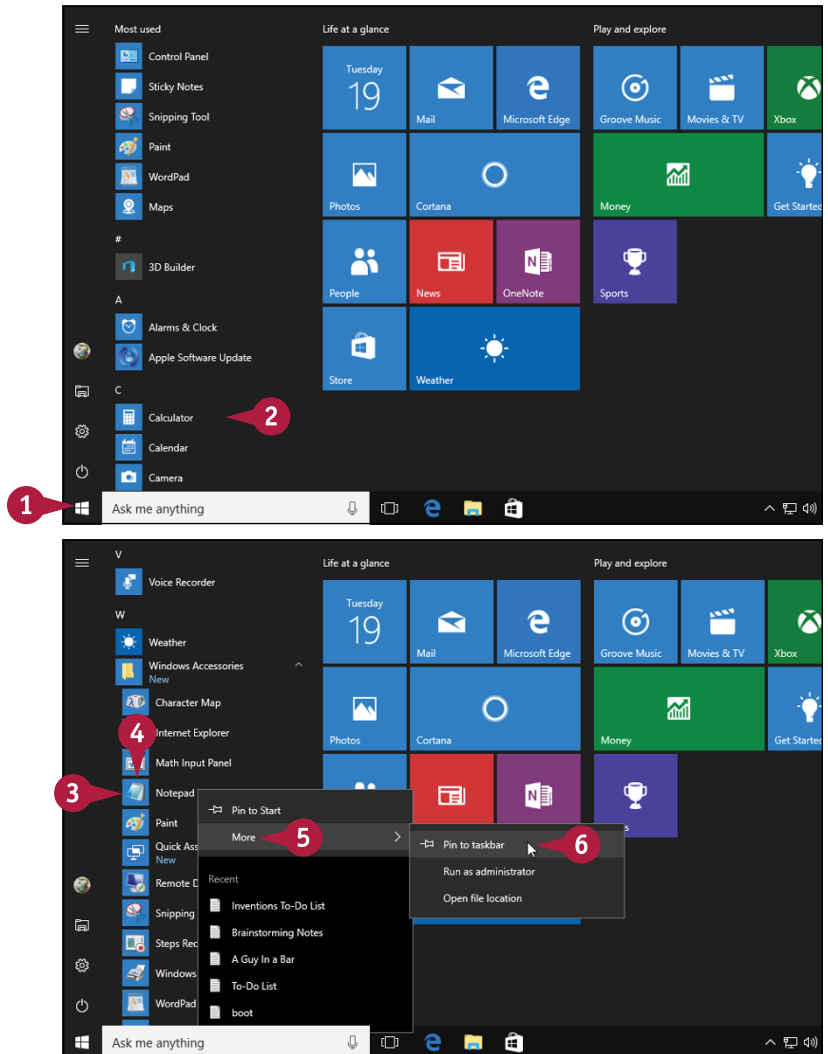 Most used
Control Panel
Sticky Notes
Snipping Tool
Paint
WordPad
Maps
#
3D Builder
A
Alarms & Clock
Apple Software Update
C
Calculator
2
Calendar
Camera
Life at a glance
Tuesday
19
Mail
Microsoft Edge
Photos
Cortana
People
News
N
OneNote
Store
Weather
Play and explore
Groove Music
Movies & TV
Xbox
Money
Get Started
Sports
1
Ask me anything
V
Voice Recorder
W
Weather
Windows Accessories
New
Character Map
4
Internet Explorer
Math Input Panel
3
Notepad
Paint
Quick Ass
New
Remote D
Snipping
Steps Rec
Windows
WordPad
Pin to Start
More
5
Recent
Inventions To-Do List
Brainstorming Notes
A Guy In a Bar
To-Do List
boot
Pin to taskbar
6
Run as administrator
Open file location
Life at a glance
Tuesday
19
Mail
Microsoft Edge
Photos
Cortana
N
Play and explore
Groove Music
Movies & TV
Xbox
Money
Get Started
s
Ask me anything